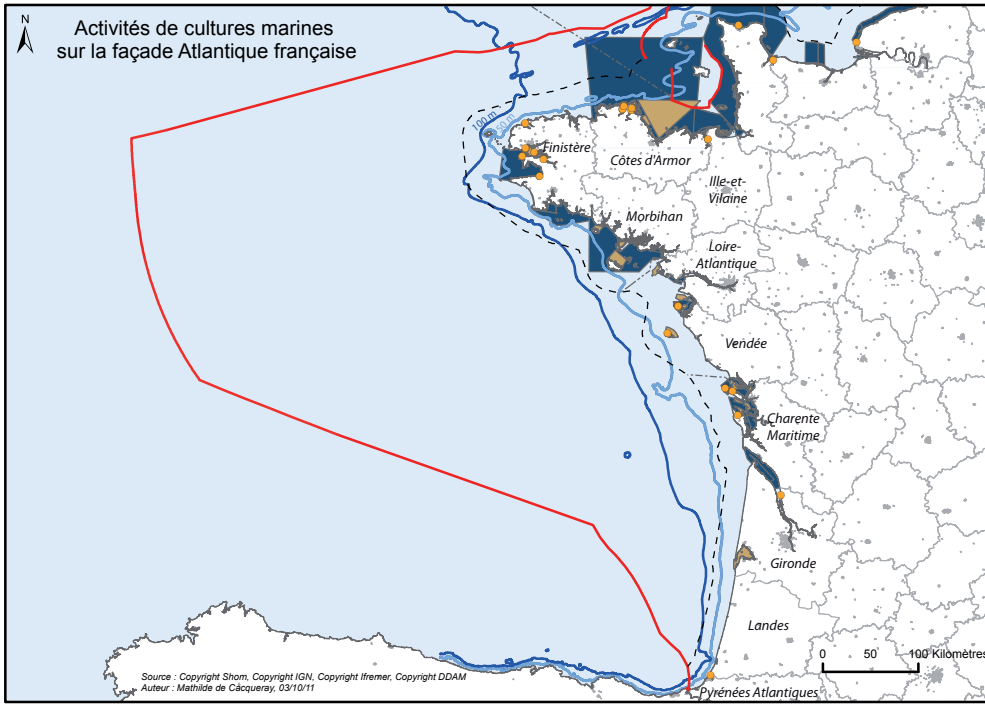 N
Activités de cultures marines
sur la façade Atlantique française
100 m
50 m
Finistère
Côtes d'Armor
Ille-et-
Vilaine
Morbihan
Loire-
Atlantique
Vendée
Charente
Maritime
Gironde
Landes
0 50 100 Kilomètres
Source : Copyright Shom, Copyright IGN, Copyright Ifremer, Copyright DDAM
Auteur : Mathilde de Cacqueray, 03/10/11
Pyrénées Atlantiques